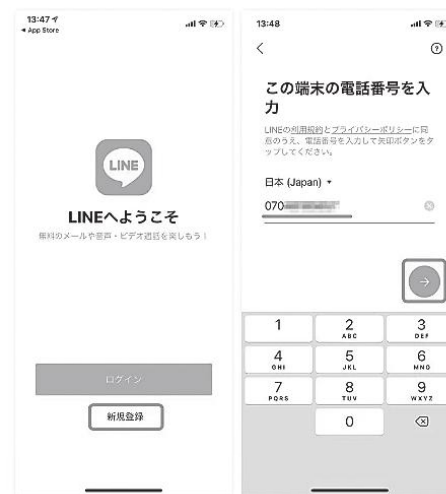 13:47
◀ App Store
LINE
LINEへようこそ
無料のメールや音声・ビデオ通話を楽しもう！
ログイン
新規登録
13:48
この端末の電話番号を入
力
LINEの利用規約とプライバシーポリシーに同
意のうえ、電話番号を入力して矢印ボタンをタ
ップしてください。
日本 (Japan)
070
1
2
ABC
3
DEF
4
GHI
5
JKL
6
MNO
7
PQRS
8
TUV
9
WXYZ
0